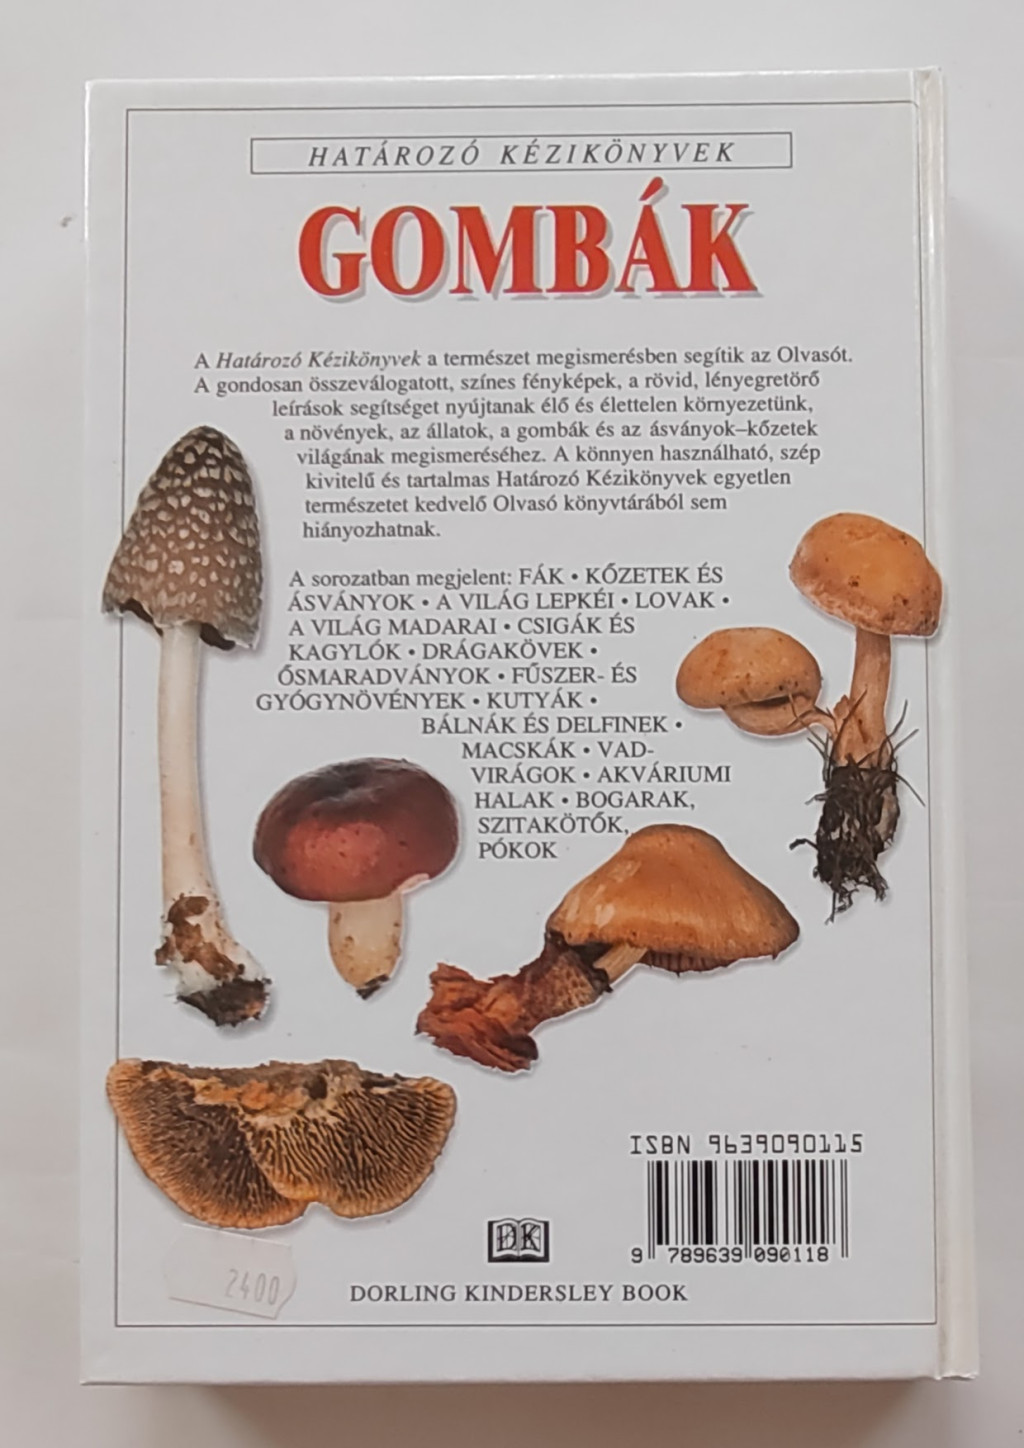 HATÁROZÓ KÉZIKÖNYVEK
GOMBÁK
A Határozó Kézikönyvek a természet megismerésben segítik az Olvasót.
A gondosan összeválogatott, színes fényképek, a rövid, lényegretörő
leírások segítséget nyújtanak élő és élettelen környezetünk,
a növények, az állatok, a gombák és az ásványok–kőzetek
világának megismeréséhez. A könnyen használható, szép
kivitelű és tartalmas Határozó Kézikönyvek egyetlen
természetet kedvelő Olvasó könyvtárából sem
hiányozhatnak.
A sorozatban megjelent: FÁK • KŐZETEK ÉS
ÁSVÁNYOK • A VILÁG LEPKÉI • LOVAK •
A VILÁG MADARAI • CSIGÁK ÉS
KAGYLÓK • DRÁGAKÖVEK •
ŐSMARADVÁNYOK • FŰSZER- ÉS
GYÓGYNÖVÉNYEK • KUTYÁK •
BÁLNÁK ÉS DELFINEK •
MACSKÁK • VAD-
VIRÁGOK • AKVÁRIUMI
HALAK • BOGARAK,
SZITAKÖTŐK,
PÓKOK
ISBN 9639090115
9 789639 090118
DK
2400
DORLING KINDERSLEY BOOK